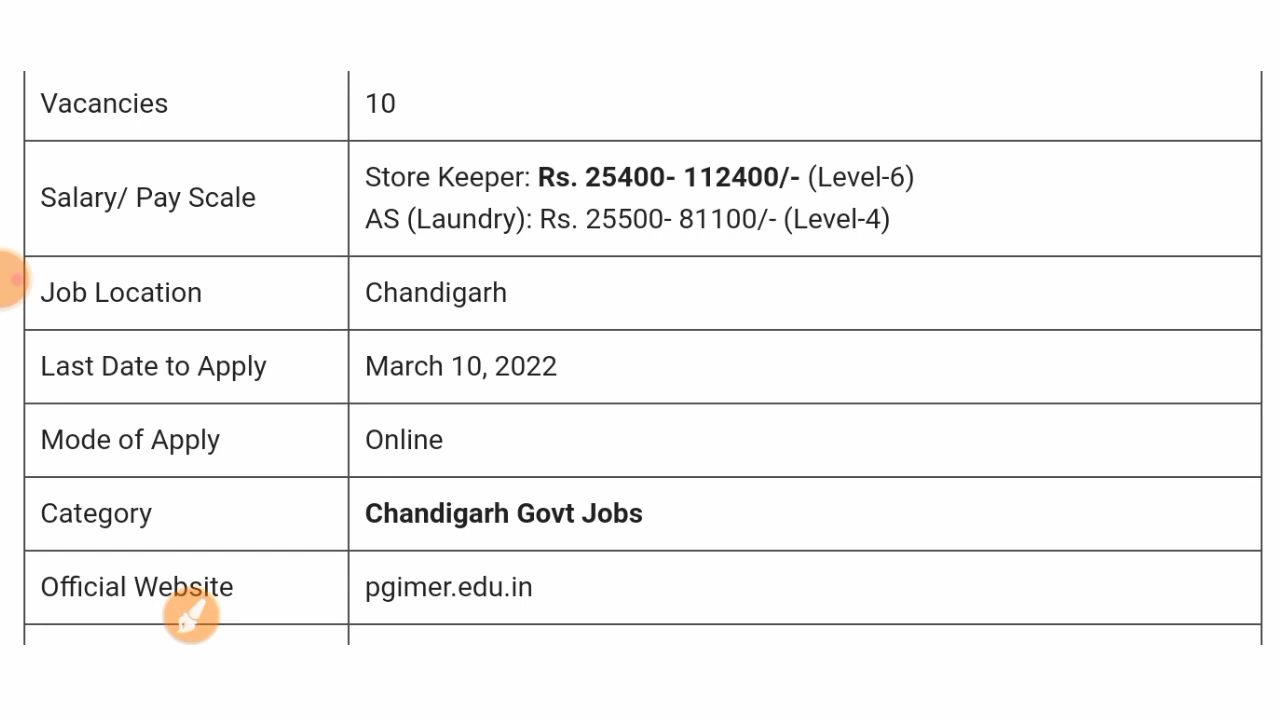 Vacancies 10
Salary/ Pay Scale
Store Keeper: Rs. 25400- 112400/- (Level-6)
AS (Laundry): Rs. 25500- 81100/- (Level-4)
Job Location Chandigarh
Last Date to Apply March 10, 2022
Mode of Apply Online
Category Chandigarh Govt Jobs
Official Website pgimer.edu.in